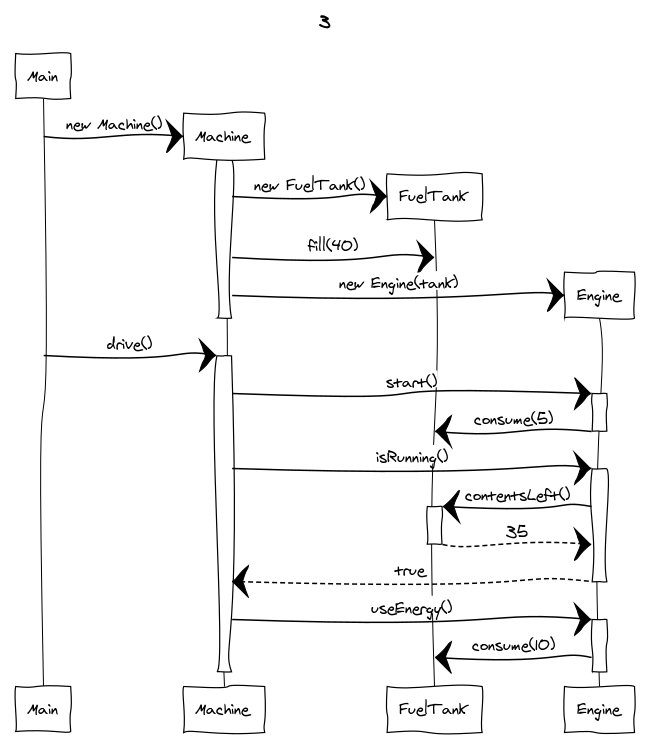 3
Main
new Machine()
Machine
new FuelTank()
FuelTank
fill(40)
new Engine(tank)
Engine
drive()
start()
consume(5)
isRunning()
contentsLeft()
35
true
useEnergy()
consume(10)
Main
Machine
FuelTank
Engine